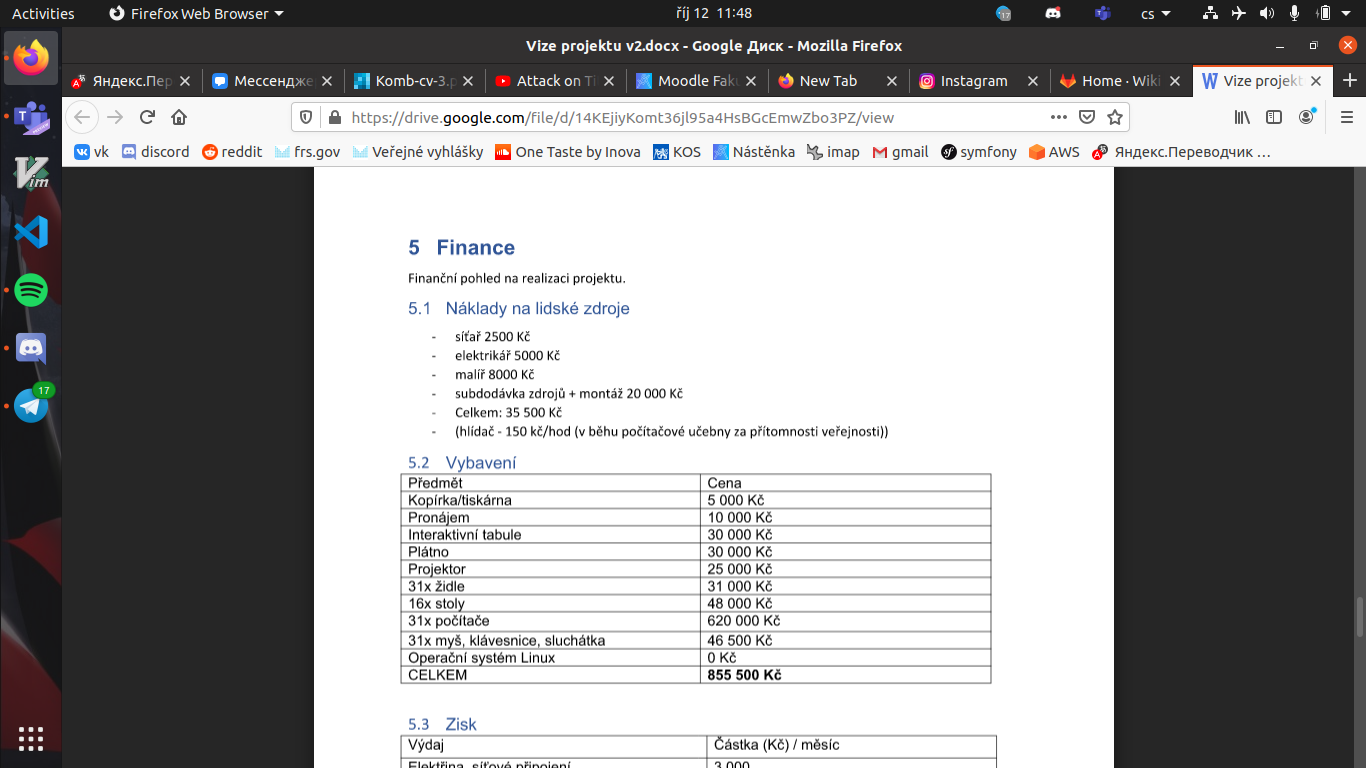 Activities Firefox Web Browser říj 12 11:48 17 cs
Vize projektu v2.docx - Google Диск - Mozilla Firefox
Яндекс.Пер Мессендже Komb-cv-3.p Attack on Ti Moodle Faku New Tab Instagram Home · Wiki Vize projekt
https://drive.google.com/file/d/14KEjiyKomt36jl95a4HsBGcEmwZbo3PZ/view
vk discord reddit frs.gov Veřejné vyhlášky One Taste by Inova KOS Nástěnka imap gmail symfony AWS Яндекс.Переводчик …
17
5 Finance
Finanční pohled na realizaci projektu.
5.1 Náklady na lidské zdroje
- síťař 2500 Kč
- elektrikář 5000 Kč
- malíř 8000 Kč
- subdodávka zdrojů + montáž 20 000 Kč
- Celkem: 35 500 Kč
- (hlídač - 150 kč/hod (v běhu počítačové učebny za přítomnosti veřejnosti))
5.2 Vybavení
Předmět Cena
Kopírka/tiskárna 5 000 Kč
Pronájem 10 000 Kč
Interaktivní tabule 30 000 Kč
Plátno 30 000 Kč
Projektor 25 000 Kč
31x židle 31 000 Kč
16x stoly 48 000 Kč
31x počítače 620 000 Kč
31x myš, klávesnice, sluchátka 46 500 Kč
Operační systém Linux 0 Kč
CELKEM 855 500 Kč
5.3 Zisk
Výdaj Částka (Kč) / měsíc
Elektřina, síťové připojení 3 000